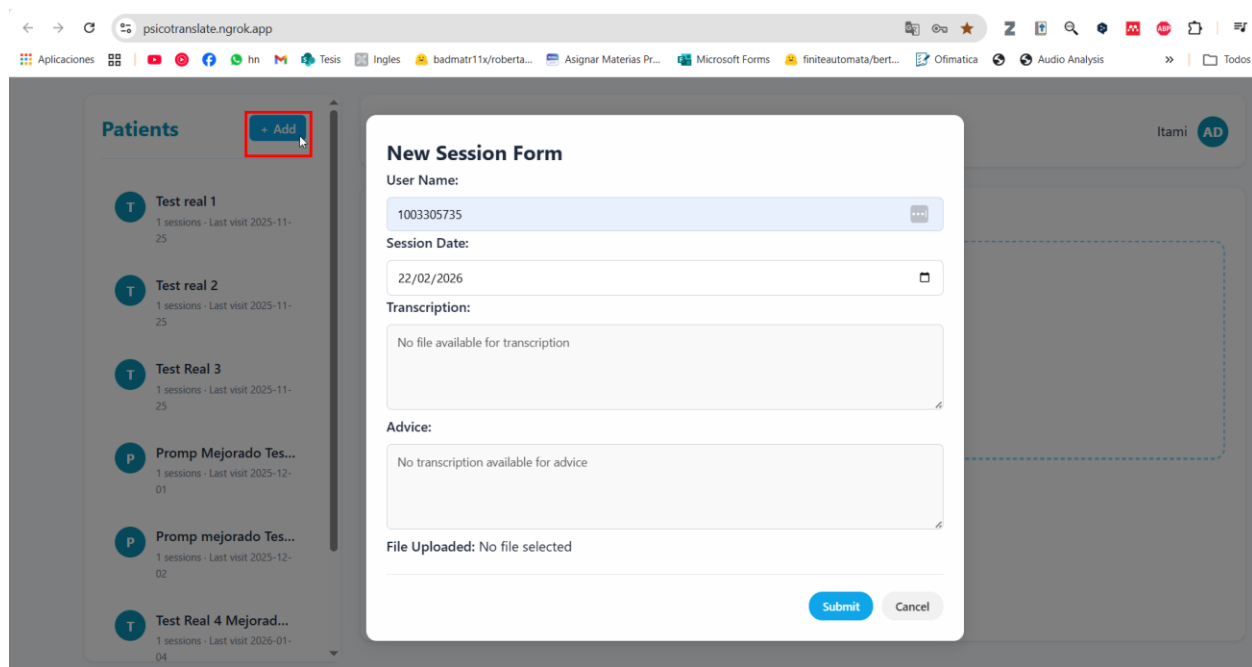 psicotranslate.ngrok.app
Aplicaciones
hn
Tesis
Ingles
badmatr11x/roberta...
Asignar Materias Pr...
Microsoft Forms
finiteautomata/bert...
Ofimatica
Audio Analysis
»
Todos
Patients
+ Add
Itami
AD
T
Test real 1
1 sessions · Last visit 2025-11-
25
T
Test real 2
1 sessions · Last visit 2025-11-
25
T
Test Real 3
1 sessions · Last visit 2025-11-
25
P
Promp Mejorado Tes...
1 sessions · Last visit 2025-12-
01
P
Promp mejorado Tes...
1 sessions · Last visit 2025-12-
02
T
Test Real 4 Mejorad...
1 sessions · Last visit 2026-01-
04
New Session Form
User Name:
1003305735
Session Date:
22/02/2026
Transcription:
No file available for transcription
Advice:
No transcription available for advice
File Uploaded: No file selected
Submit
Cancel